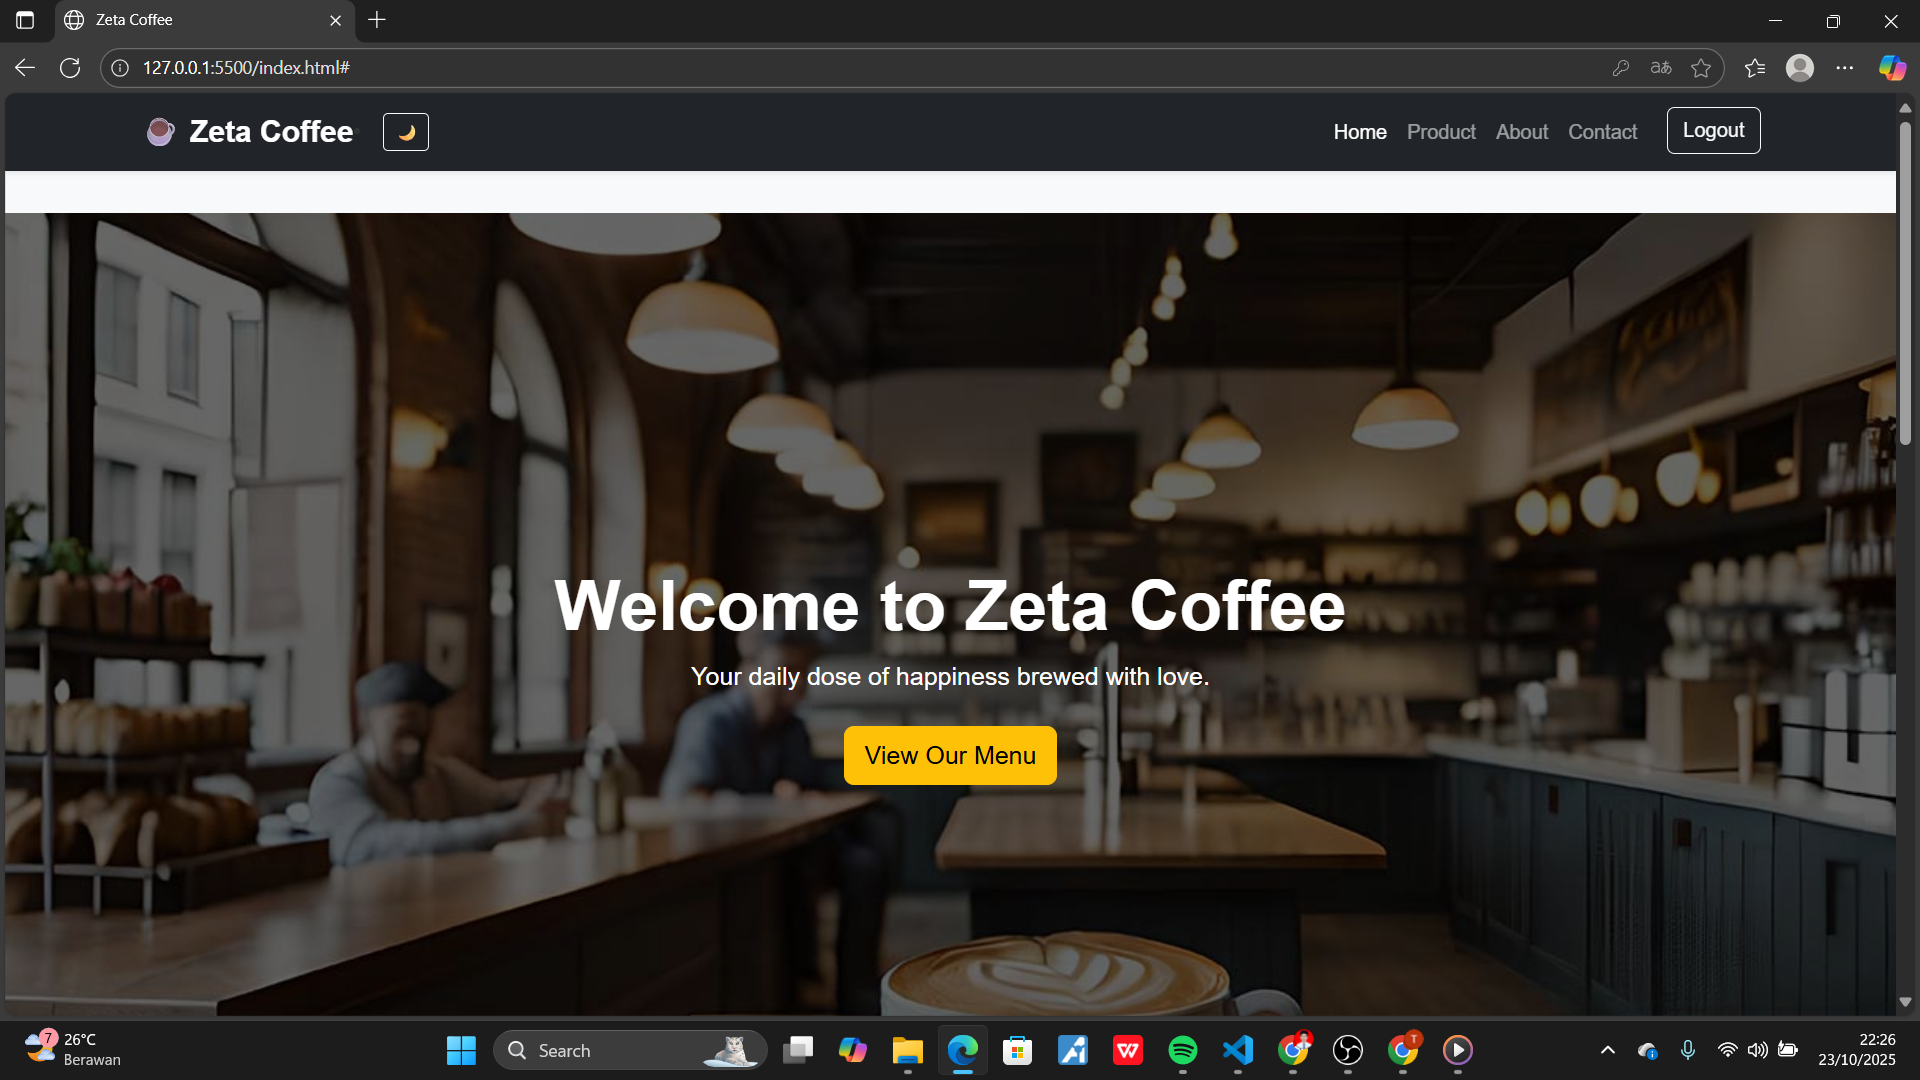 Zeta Coffee
127.0.0.1:5500/index.html#
Zeta Coffee
Home Product About Contact Logout
Welcome to Zeta Coffee
Your daily dose of happiness brewed with love.
View Our Menu
7
26°C
Berawan
Search
T
22:26
23/10/2025